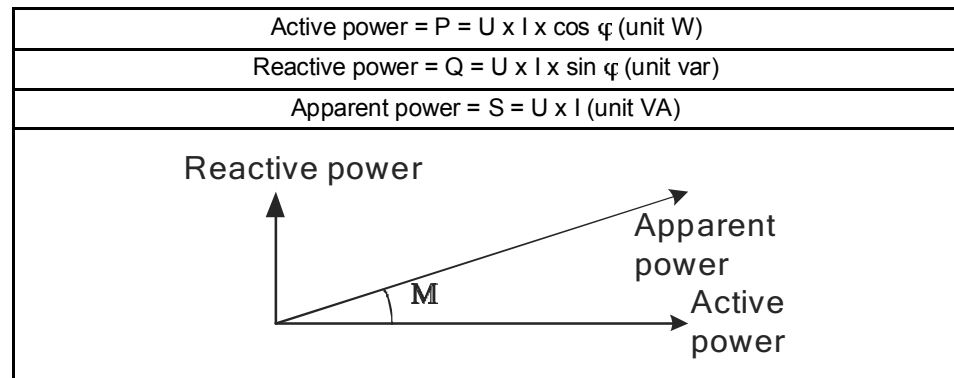 Active power = P = U x I x cos φ (unit W)
Reactive power = Q = U x I x sin φ (unit var)
Apparent power = S = U x I (unit VA)
Reactive power
Apparent
power
M
Active
power